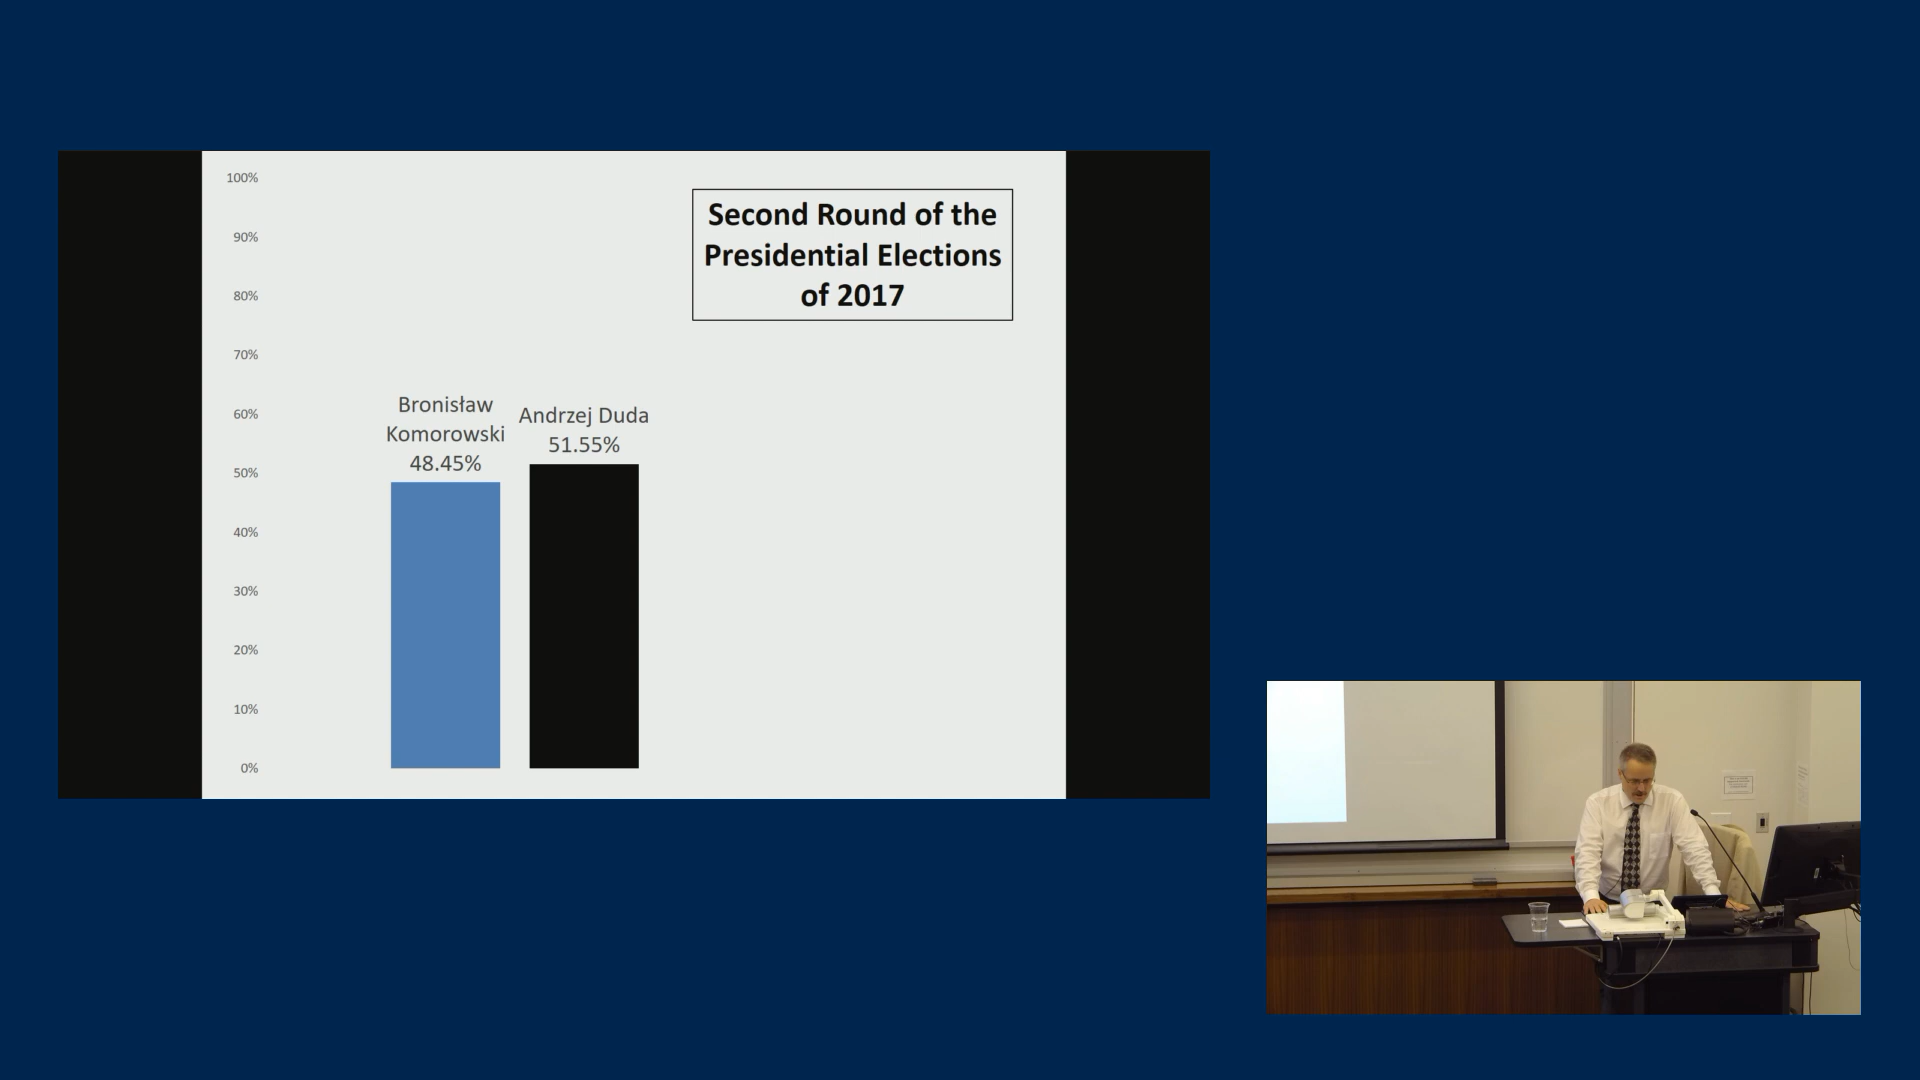 100%
90%
80%
70%
60%
50%
40%
30%
20%
10%
0%
Second Round of the
Presidential Elections
of 2017
Bronisław
Komorowski
48.45%
Andrzej Duda
51.55%